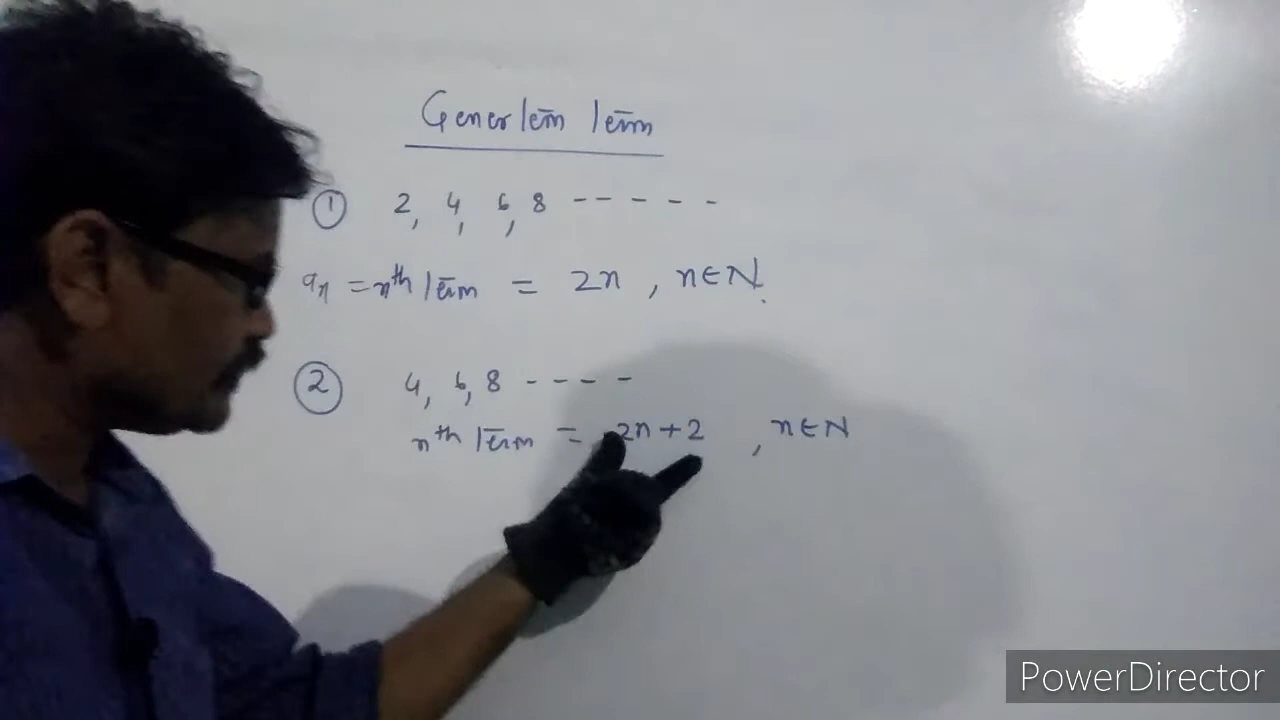 Generlem term
① 2, 4, 6, 8 -----
aₙ = nth term = 2n , n∈N.
② 4, 6, 8 ----
nth term = 2n+2 , n∈N
PowerDirector